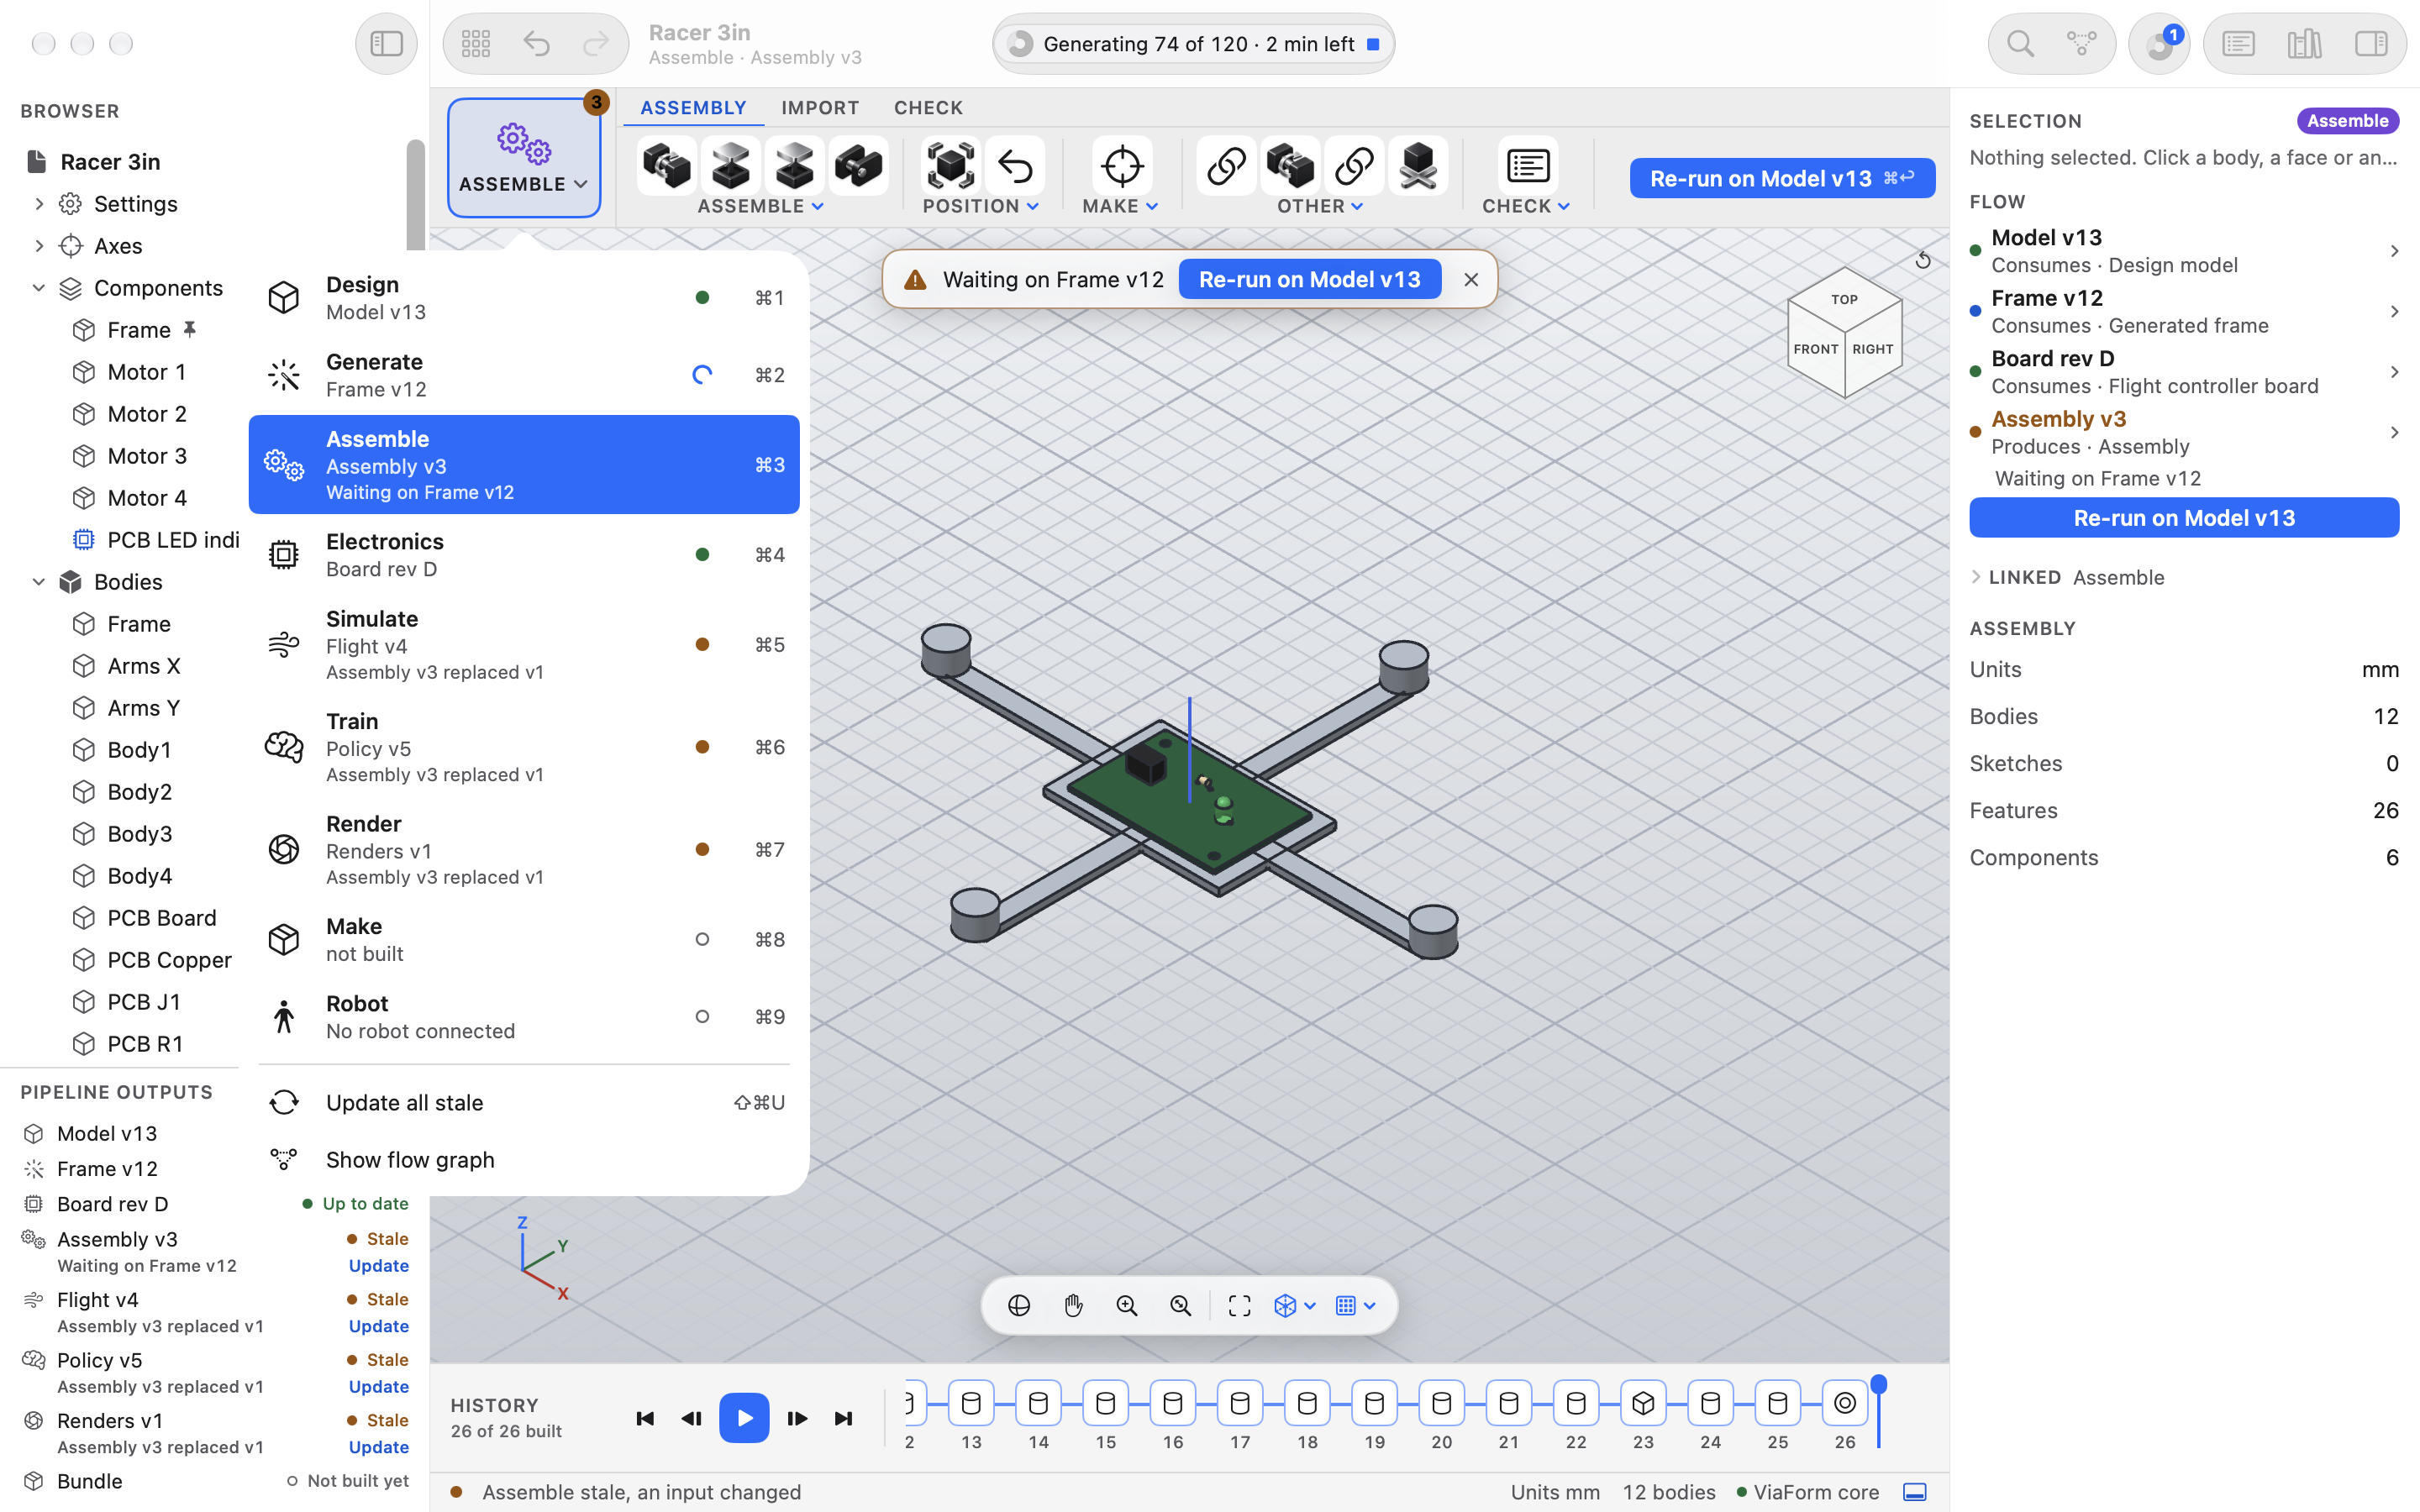 Racer 3in
Assemble · Assembly v3
Generating 74 of 120 · 2 min left
1
BROWSER
Racer 3in
Settings
Axes
Components
Frame
Motor 1
Motor 2
Motor 3
Motor 4
PCB LED indi
Bodies
Frame
Arms X
Arms Y
Body1
Body2
Body3
Body4
PCB Board
PCB Copper
PCB J1
PCB R1
PIPELINE OUTPUTS
Model v13
Frame v12
Board rev D
Up to date
Assembly v3
Stale
Waiting on Frame v12
Update
Flight v4
Stale
Assembly v3 replaced v1
Update
Policy v5
Stale
Assembly v3 replaced v1
Update
Renders v1
Stale
Assembly v3 replaced v1
Update
Bundle
Not built yet
3
ASSEMBLE
ASSEMBLY
IMPORT
CHECK
ASSEMBLE
POSITION
MAKE
OTHER
CHECK
Re-run on Model v13 ⌘↩
Design
Model v13
⌘1
Generate
Frame v12
⌘2
Assemble
Assembly v3
Waiting on Frame v12
⌘3
Electronics
Board rev D
⌘4
Simulate
Flight v4
Assembly v3 replaced v1
⌘5
Train
Policy v5
Assembly v3 replaced v1
⌘6
Render
Renders v1
Assembly v3 replaced v1
⌘7
Make
not built
⌘8
Robot
No robot connected
⌘9
Update all stale
⇧⌘U
Show flow graph
Waiting on Frame v12
Re-run on Model v13
TOP
FRONT
RIGHT
Z
Y
X
HISTORY
26 of 26 built
2
13
14
15
16
17
18
19
20
21
22
23
24
25
26
Assemble stale, an input changed
Units mm
12 bodies
ViaForm core
SELECTION
Assemble
Nothing selected. Click a body, a face or an...
FLOW
Model v13
Consumes · Design model
Frame v12
Consumes · Generated frame
Board rev D
Consumes · Flight controller board
Assembly v3
Produces · Assembly
Waiting on Frame v12
Re-run on Model v13
LINKED Assemble
ASSEMBLY
Units mm
Bodies 12
Sketches 0
Features 26
Components 6